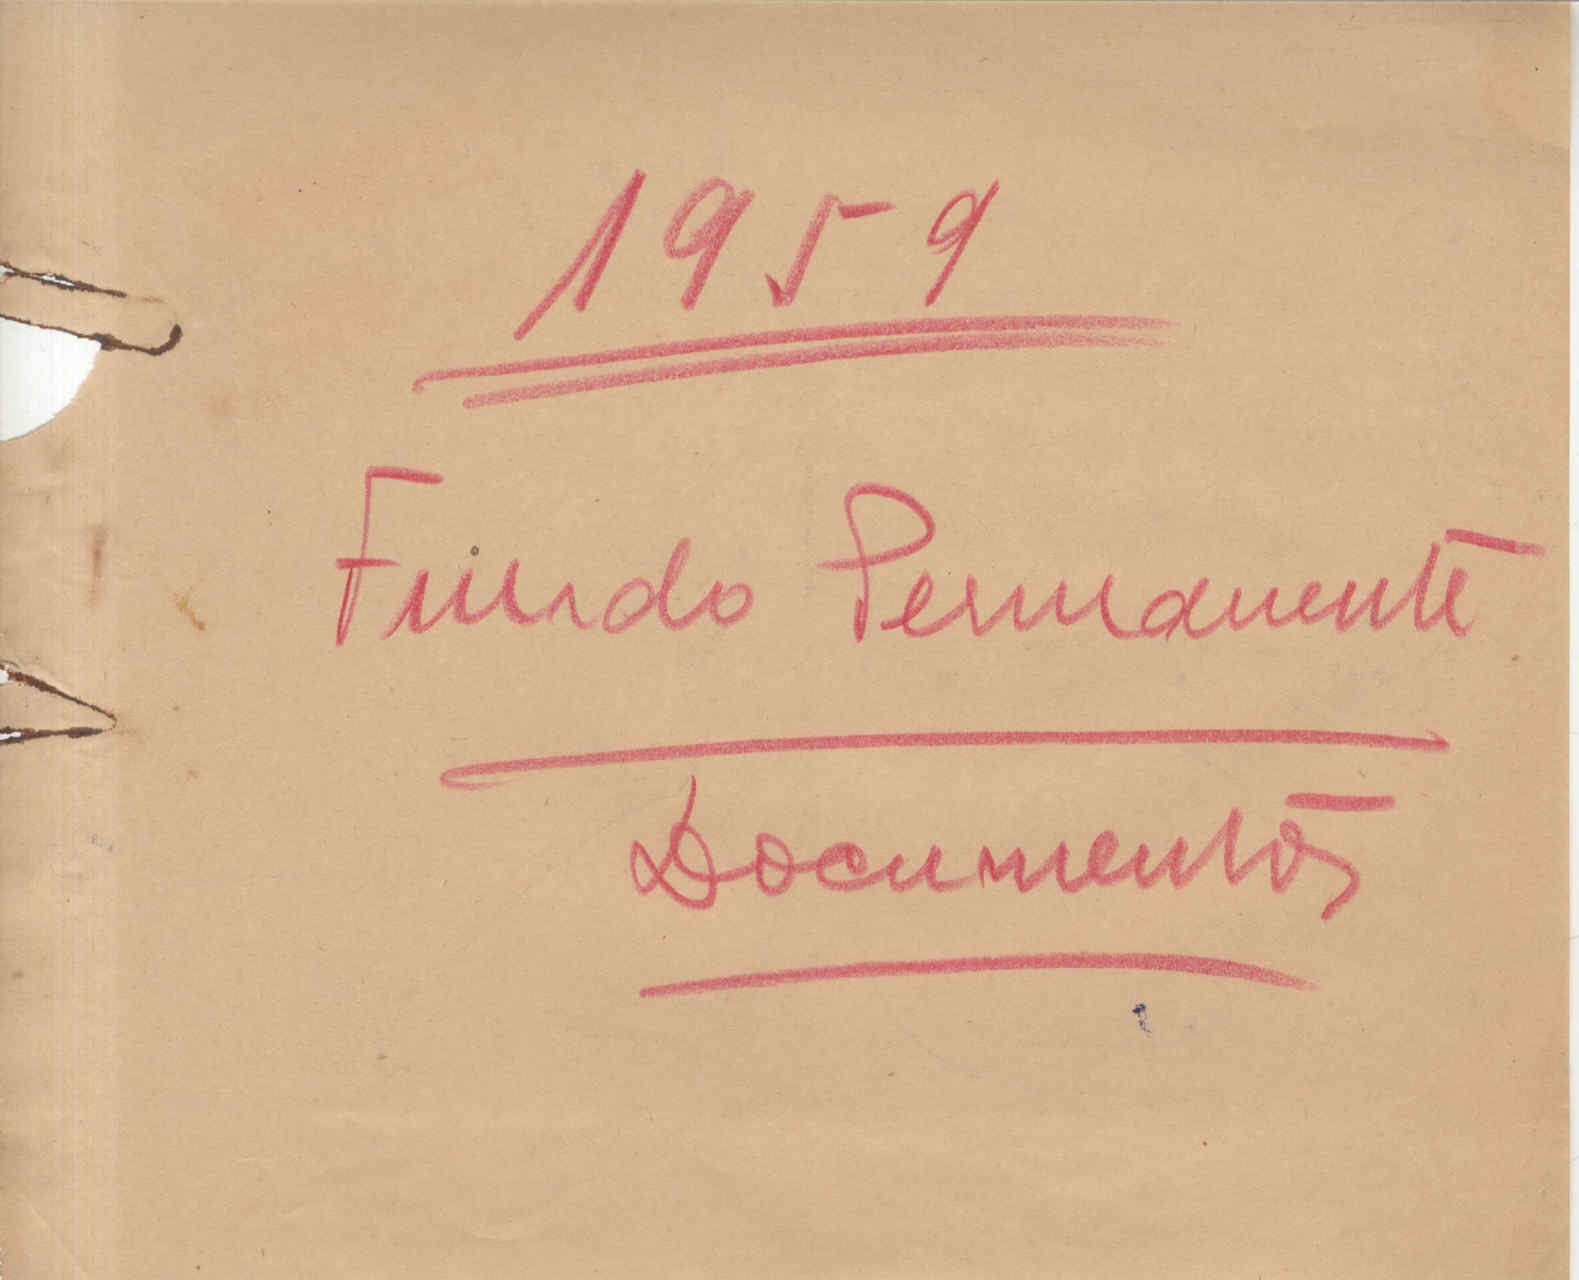 1959
Fundo Permanente
Documentos